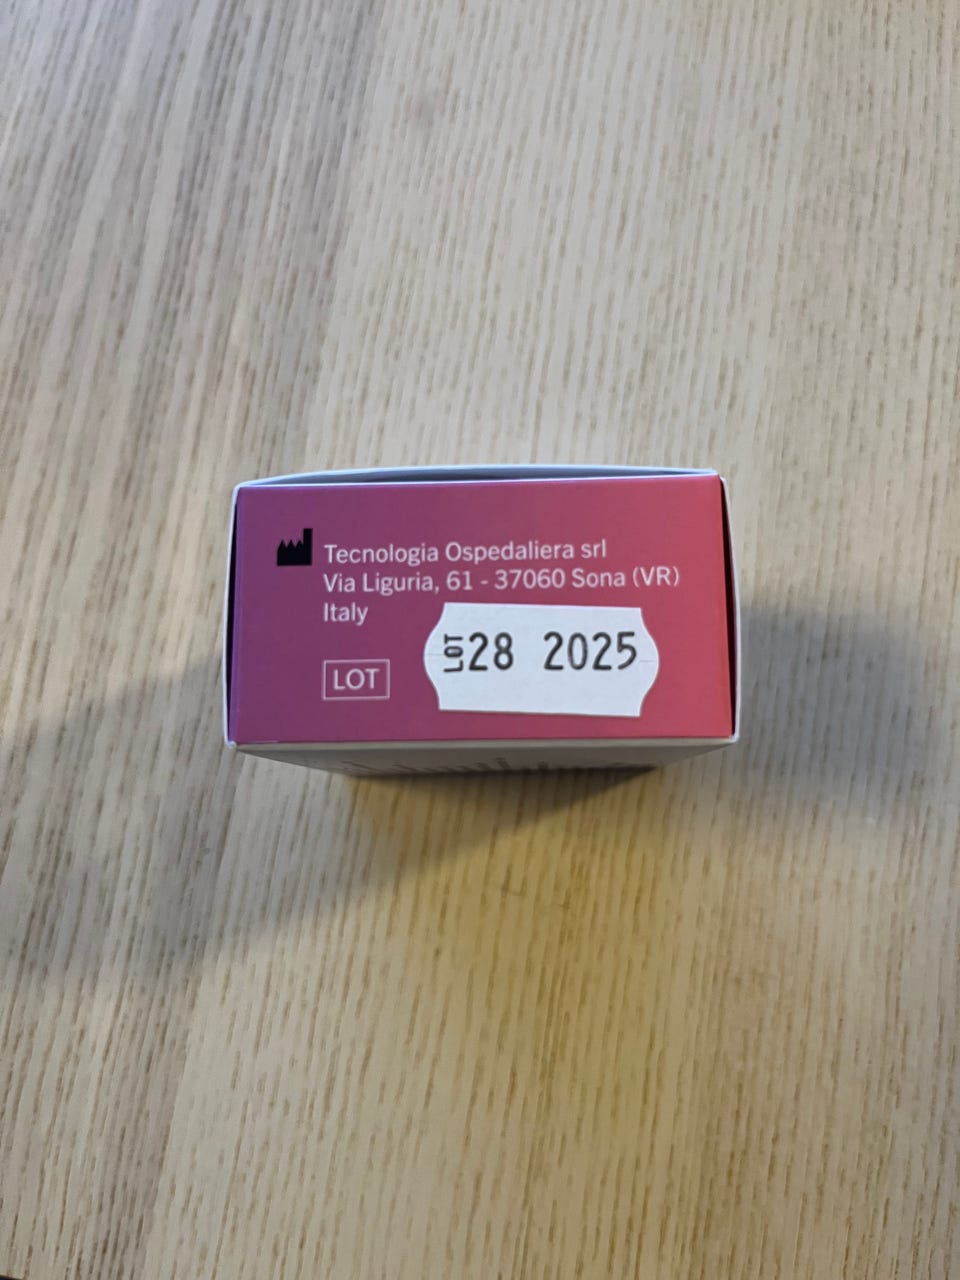 Tecnologia Ospedaliera srl
Via Liguria, 61 - 37060 Sona (VR)
Italy
LOT
LOT 28 2025